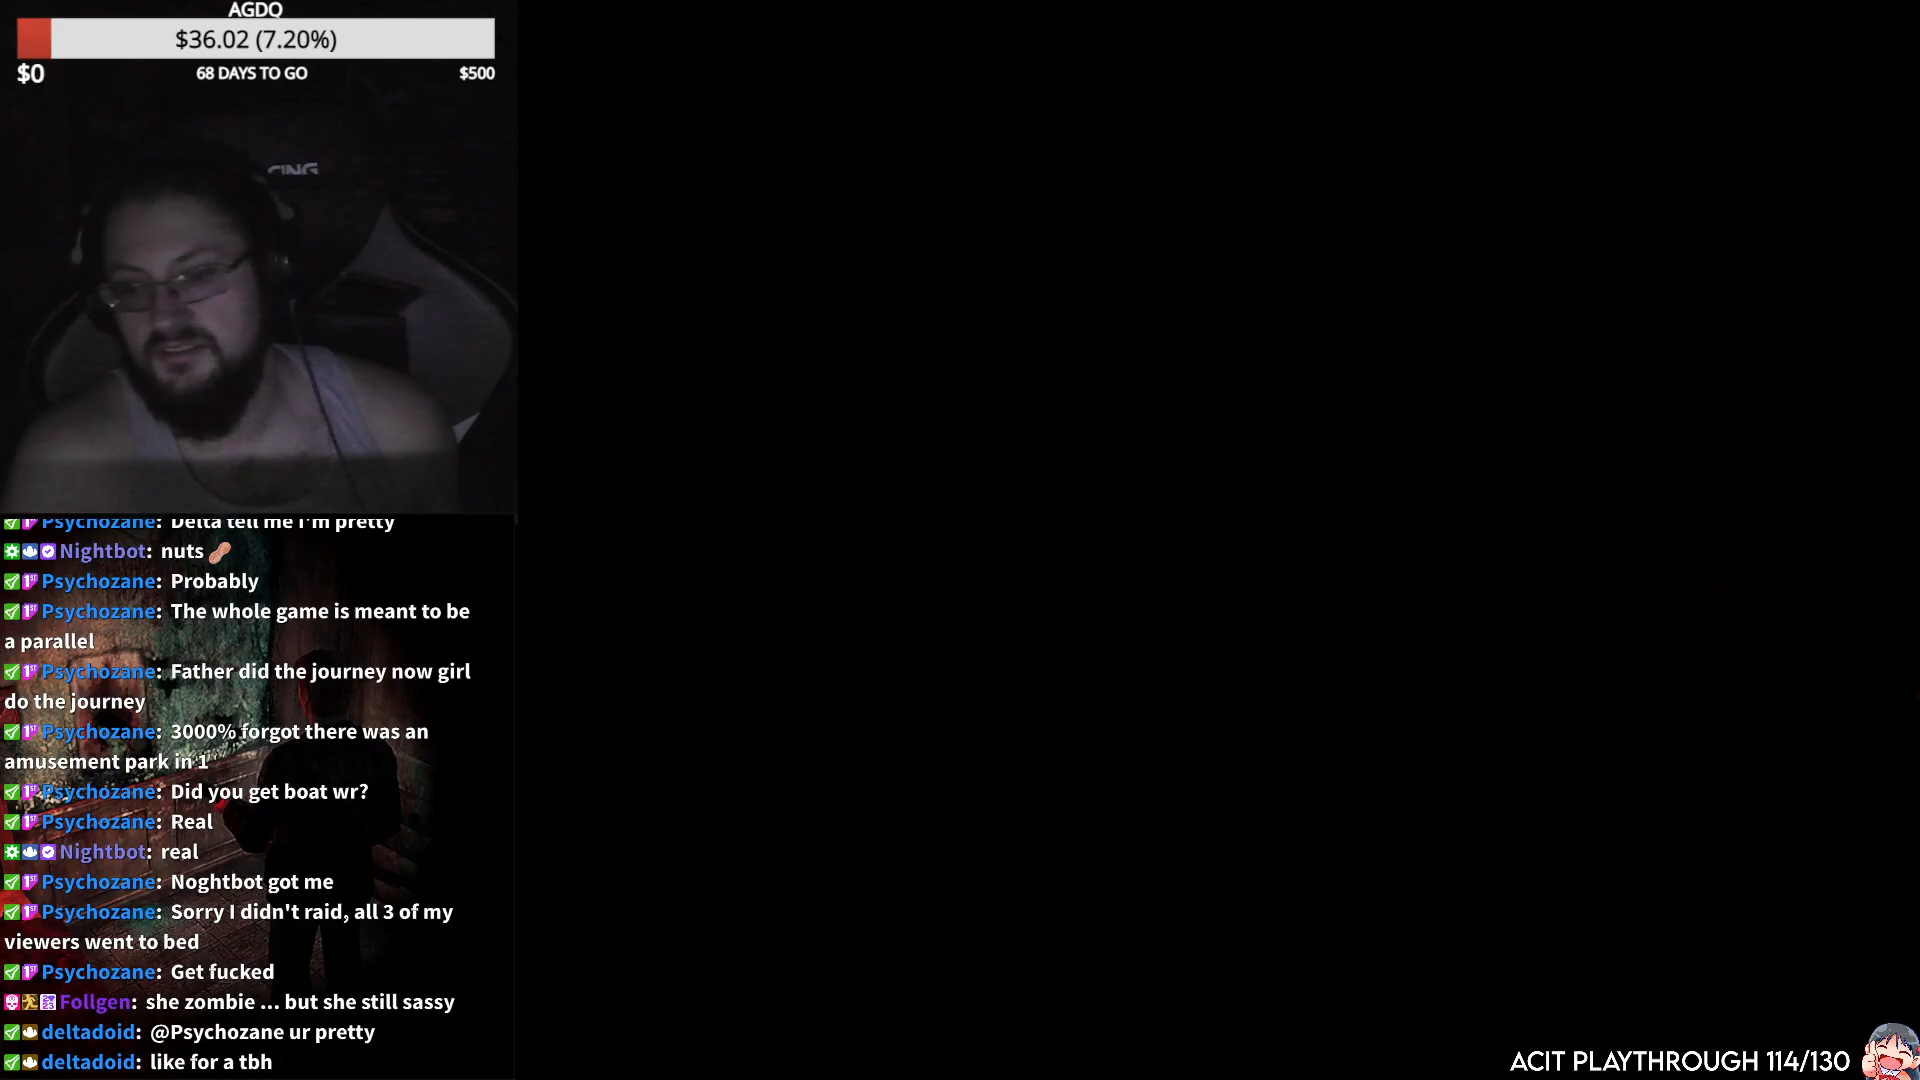 AGDQ
$36.02 (7.20%)
$0 68 DAYS TO GO $500
CING
Psychozane: Delta tell me I'm pretty
Nightbot: nuts
Psychozane: Probably
Psychozane: The whole game is meant to be
a parallel
Psychozane: Father did the journey now girl
do the journey
Psychozane: 3000% forgot there was an
amusement park in 1
Psychozane: Did you get boat wr?
Psychozane: Real
Nightbot: real
Psychozane: Noghtbot got me
Psychozane: Sorry I didn't raid, all 3 of my
viewers went to bed
Psychozane: Get fucked
Follgen: she zombie ... but she still sassy
deltadoid: @Psychozane ur pretty
deltadoid: like for a tbh
ACIT PLAYTHROUGH 114/130